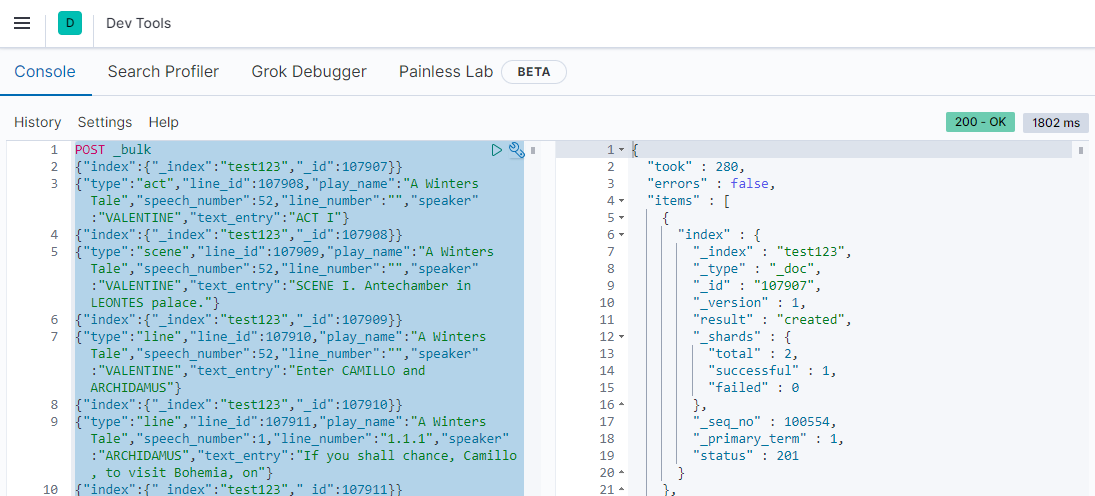 D Dev Tools
Console Search Profiler Grok Debugger Painless Lab BETA
History Settings Help 200 - OK 1802 ms
1 POST _bulk
2 {"index":{"_index":"test123","_id":107907}}
3 {"type":"act","line_id":107908,"play_name":"A Winters
Tale","speech_number":52,"line_number":"","speaker"
:"VALENTINE","text_entry":"ACT I"}
4 {"index":{"_index":"test123","_id":107908}}
5 {"type":"scene","line_id":107909,"play_name":"A Winters
Tale","speech_number":52,"line_number":"","speaker"
:"VALENTINE","text_entry":"SCENE I. Antechamber in
LEONTES palace."}
6 {"index":{"_index":"test123","_id":107909}}
7 {"type":"line","line_id":107910,"play_name":"A Winters
Tale","speech_number":52,"line_number":"","speaker"
:"VALENTINE","text_entry":"Enter CAMILLO and
ARCHIDAMUS"}
8 {"index":{"_index":"test123","_id":107910}}
9 {"type":"line","line_id":107911,"play_name":"A Winters
Tale","speech_number":1,"line_number":"1.1.1","speaker"
:"ARCHIDAMUS","text_entry":"If you shall chance, Camillo
, to visit Bohemia, on"}
10 {"index":{"_index":"test123","_id":107911}}
1 {
2 "took" : 280,
3 "errors" : false,
4 "items" : [
5 {
6 "index" : {
7 "_index" : "test123",
8 "_type" : "_doc",
9 "_id" : "107907",
10 "_version" : 1,
11 "result" : "created",
12 "_shards" : {
13 "total" : 2,
14 "successful" : 1,
15 "failed" : 0
16 },
17 "_seq_no" : 100554,
18 "_primary_term" : 1,
19 "status" : 201
20 }
21 },